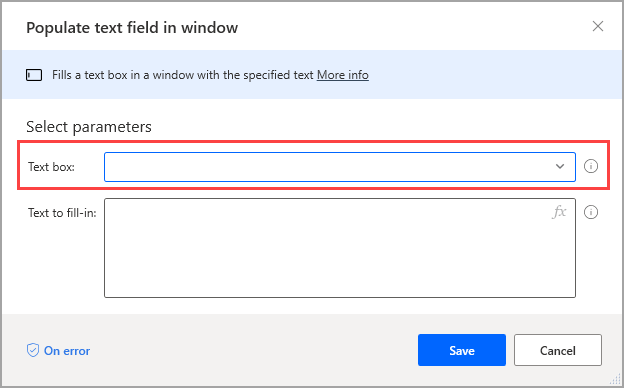 Populate text field in window
Fills a text box in a window with the specified text More info
Select parameters
Text box:
Text to fill-in:
fx
On error
Save
Cancel